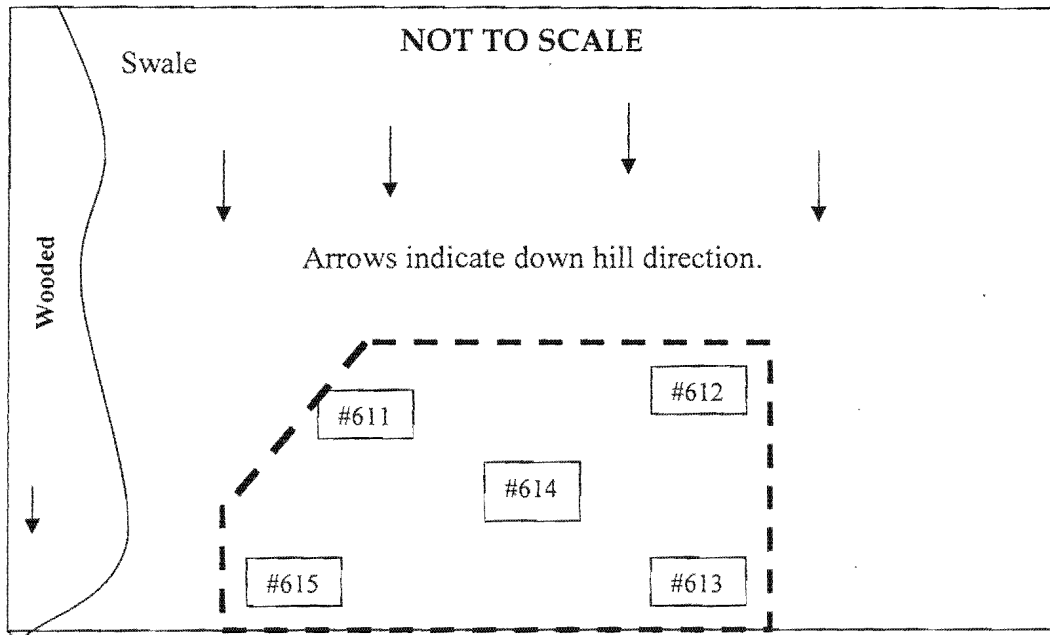 NOT TO SCALE
Swale
Wooded
Arrows indicate down hill direction.
#611
#612
#614
#615
#613